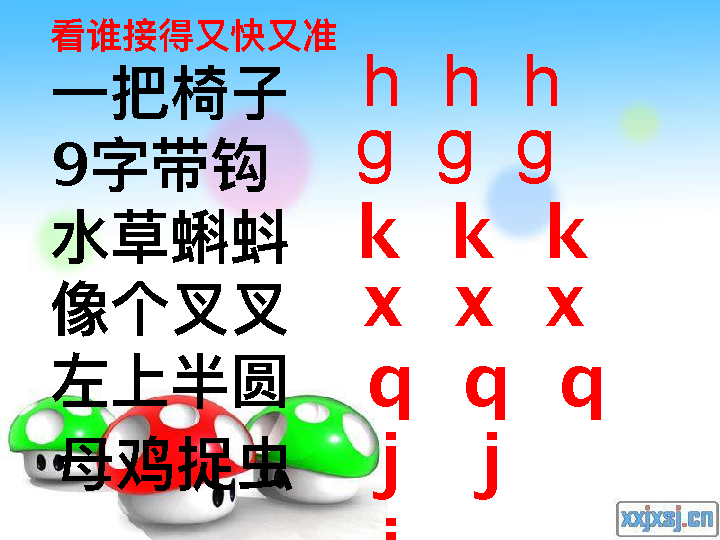 看谁接得又快又准
一把椅子 h h h
9字带钩 g g g
水草蝌蚪 k k k
像个叉叉 x x x
左上半圆 q q q
母鸡捉虫 j j
j
xxjxsj.cn